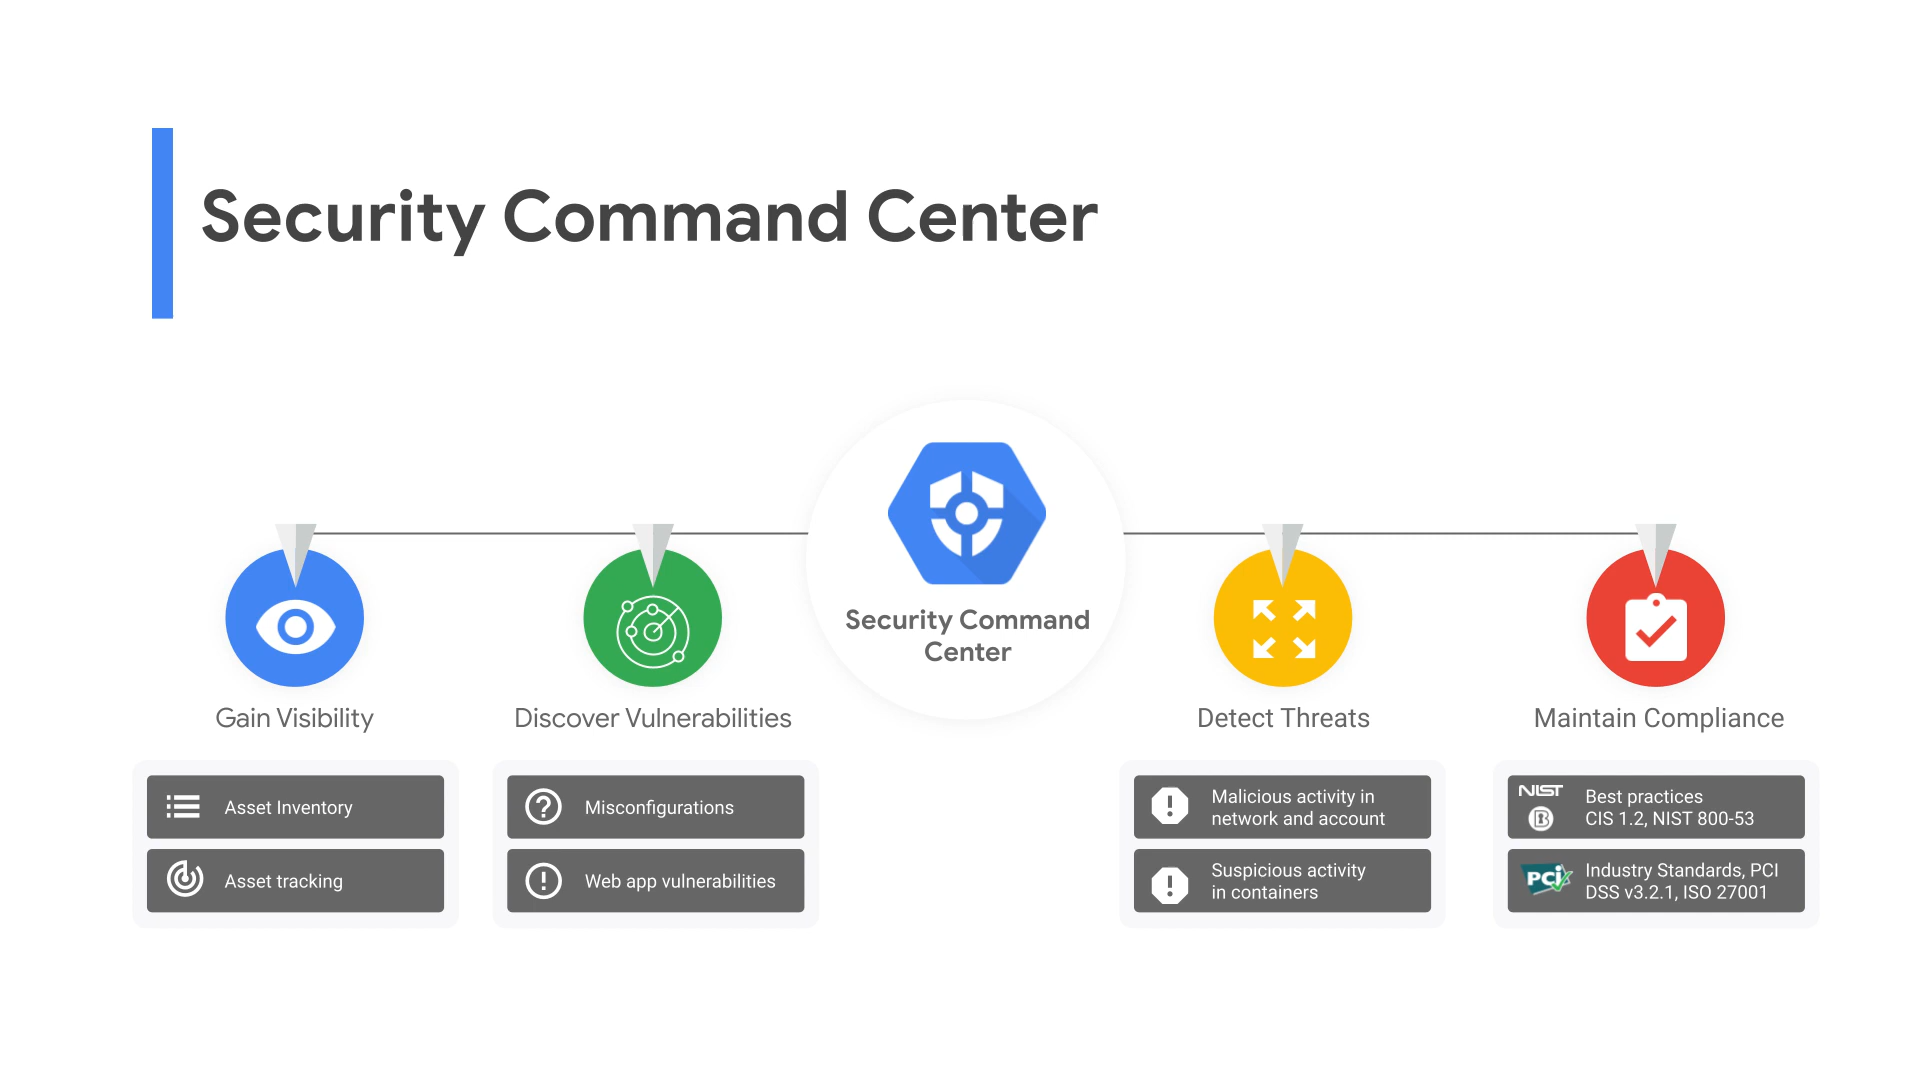 Security Command Center
Security Command
Center
Gain Visibility
Asset Inventory
Asset tracking
Discover Vulnerabilities
Misconfigurations
Web app vulnerabilities
Detect Threats
Malicious activity in
network and account
Suspicious activity
in containers
Maintain Compliance
NIST
B
Best practices
CIS 1.2, NIST 800-53
PCi
Industry Standards, PCI
DSS v3.2.1, ISO 27001